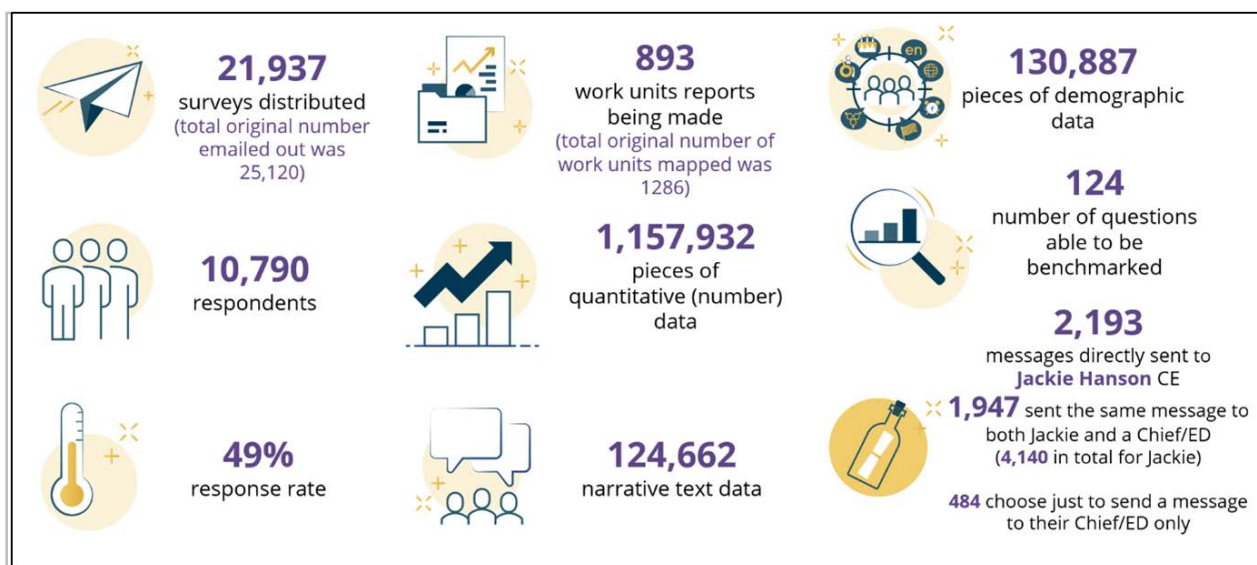 21,937
surveys distributed
(total original number
emailed out was
25,120)
893
work units reports
being made
(total original number of
work units mapped was
1286)
en
130,887
pieces of demographic
data
10,790
respondents
1,157,932
pieces of
quantitative (number)
data
124
number of questions
able to be
benchmarked
49%
response rate
124,662
narrative text data
2,193
messages directly sent to
Jackie Hanson CE
1,947 sent the same message to
both Jackie and a Chief/ED
(4,140 in total for Jackie)
484 choose just to send a message
to their Chief/ED only